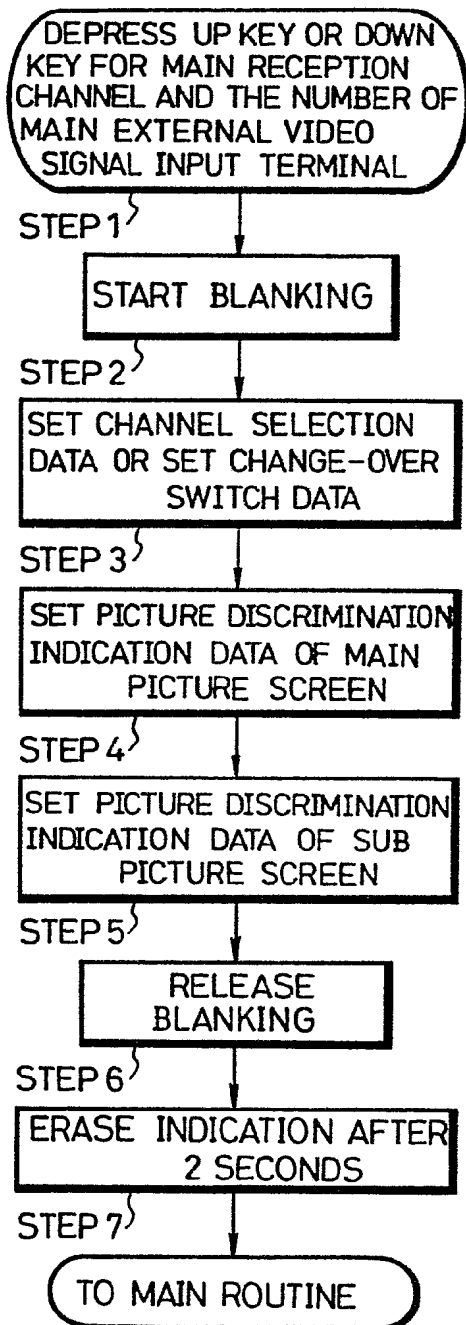 DEPRESS UP KEY OR DOWN
KEY FOR MAIN RECEPTION
CHANNEL AND THE NUMBER OF
MAIN EXTERNAL VIDEO
SIGNAL INPUT TERMINAL
STEP 1
START BLANKING
STEP 2
SET CHANNEL SELECTION
DATA OR SET CHANGE-OVER
SWITCH DATA
STEP 3
SET PICTURE DISCRIMINATION
INDICATION DATA OF MAIN
PICTURE SCREEN
STEP 4
SET PICTURE DISCRIMINATION
INDICATION DATA OF SUB
PICTURE SCREEN
STEP 5
RELEASE
BLANKING
STEP 6
ERASE INDICATION AFTER
2 SECONDS
STEP 7
TO MAIN ROUTINE